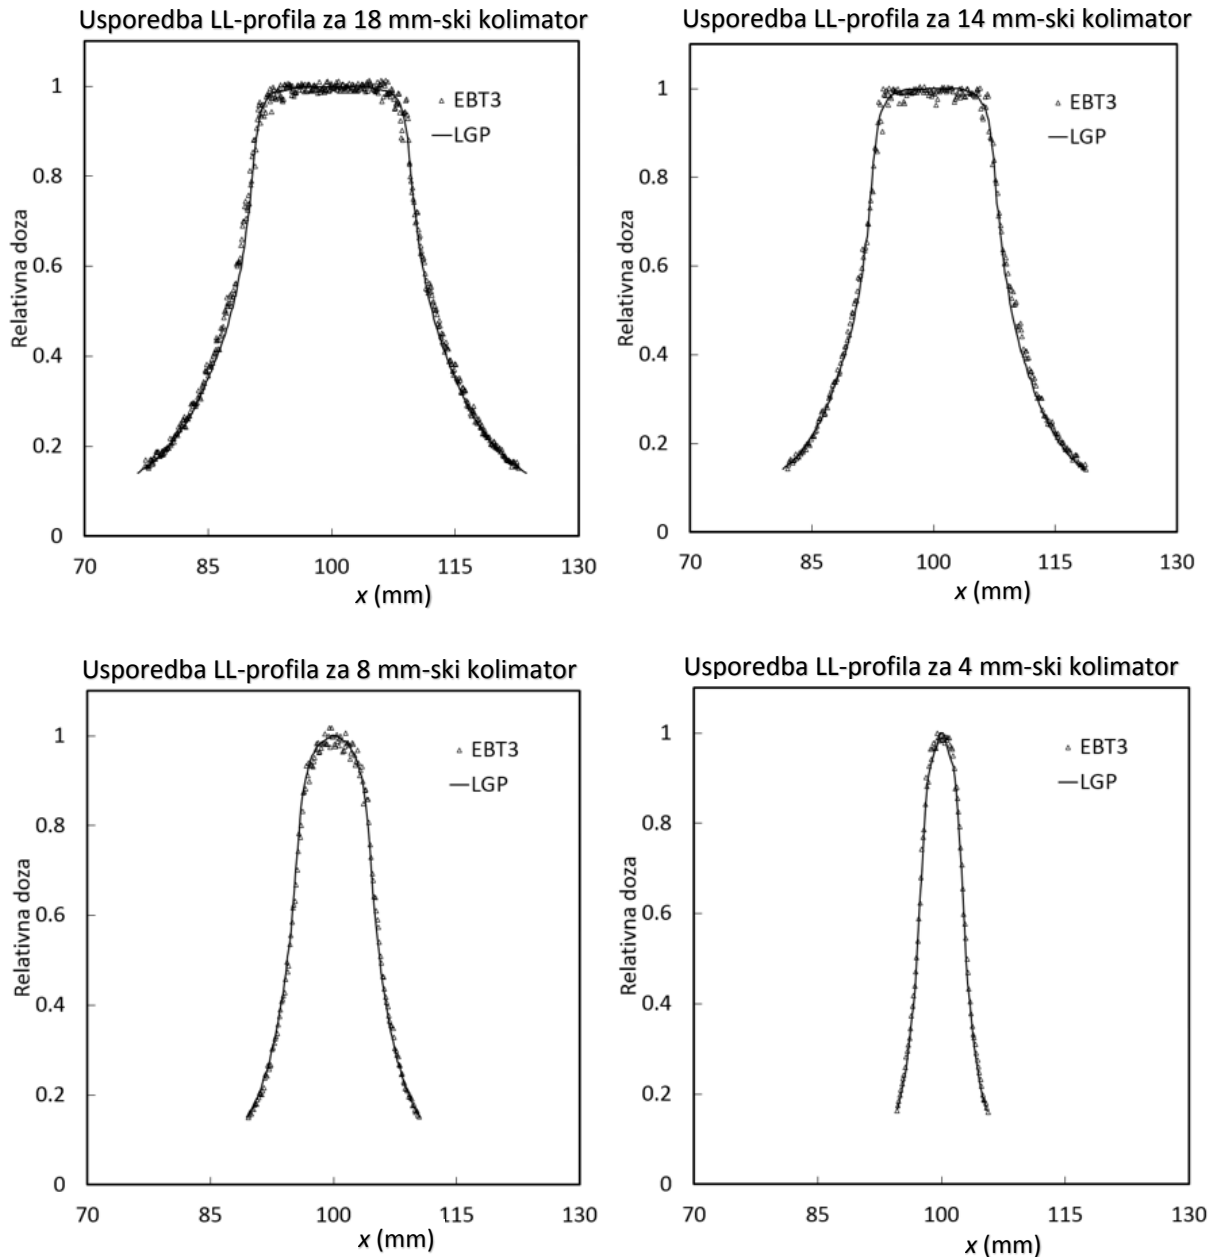 Usporedba LL-profila za 18 mm-ski kolimator
1
0.8
0.6
0.4
0.2
0
Relativna doza
EBT3
LGP
70 85 100 115 130
x (mm)
Usporedba LL-profila za 14 mm-ski kolimator
1
0.8
0.6
0.4
0.2
0
Relativna doza
EBT3
LGP
70 85 100 115 130
x (mm)
Usporedba LL-profila za 8 mm-ski kolimator
1
0.8
0.6
0.4
0.2
0
Relativna doza
EBT3
LGP
70 85 100 115 130
x (mm)
Usporedba LL-profila za 4 mm-ski kolimator
1
0.8
0.6
0.4
0.2
0
Relativna doza
EBT3
LGP
70 85 100 115 130
x (mm)